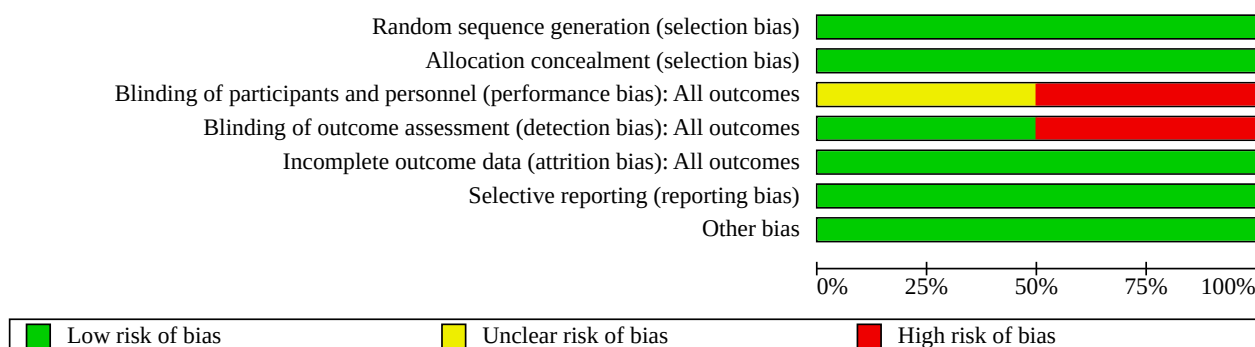 Random sequence generation (selection bias)
Allocation concealment (selection bias)
Blinding of participants and personnel (performance bias): All outcomes
Blinding of outcome assessment (detection bias): All outcomes
Incomplete outcome data (attrition bias): All outcomes
Selective reporting (reporting bias)
Other bias
0% 25% 50% 75% 100%
Low risk of bias Unclear risk of bias High risk of bias